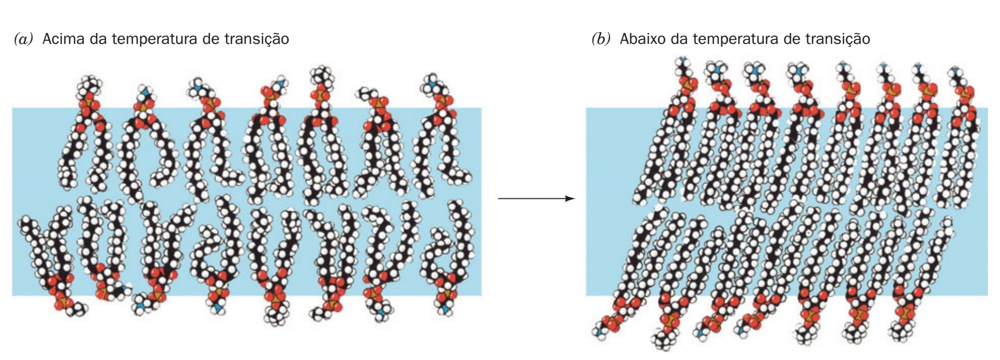 (a) Acima da temperatura de transição
(b) Abaixo da temperatura de transição